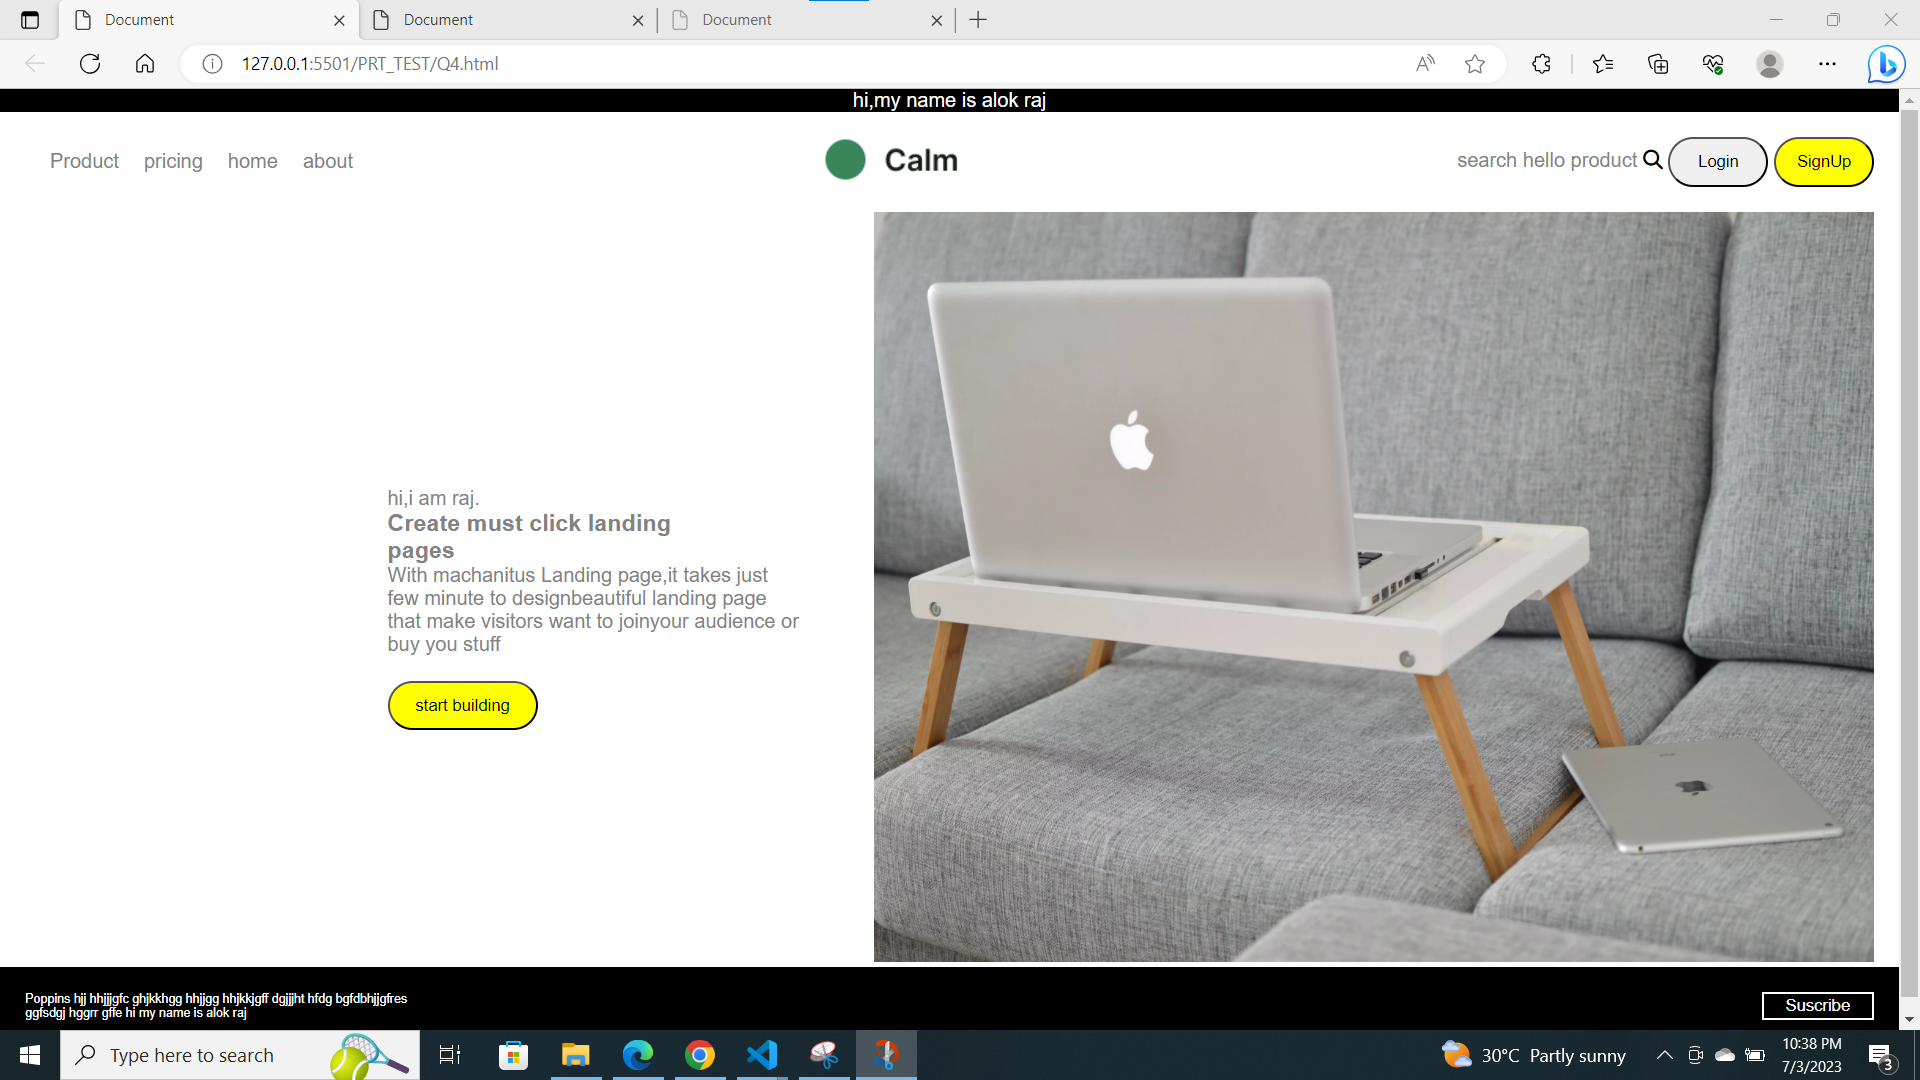 Document
Document
Document
127.0.0.1:5501/PRT_TEST/Q4.html
hi,my name is alok raj
Product pricing home about
Calm
search hello product
Login
SignUp
hi,i am raj.
Create must click landing
pages
With machanitus Landing page,it takes just
few minute to designbeautiful landing page
that make visitors want to joinyour audience or
buy you stuff
start building
Poppins hjj hhjjjgfc ghjkkhgg hhjjgg hhjkkjgff dgjjjht hfdg bgfdbhjjgfres
ggfsdgj hggrr gffe hi my name is alok raj
Suscribe
Type here to search
30°C Partly sunny
10:38 PM
7/3/2023
3